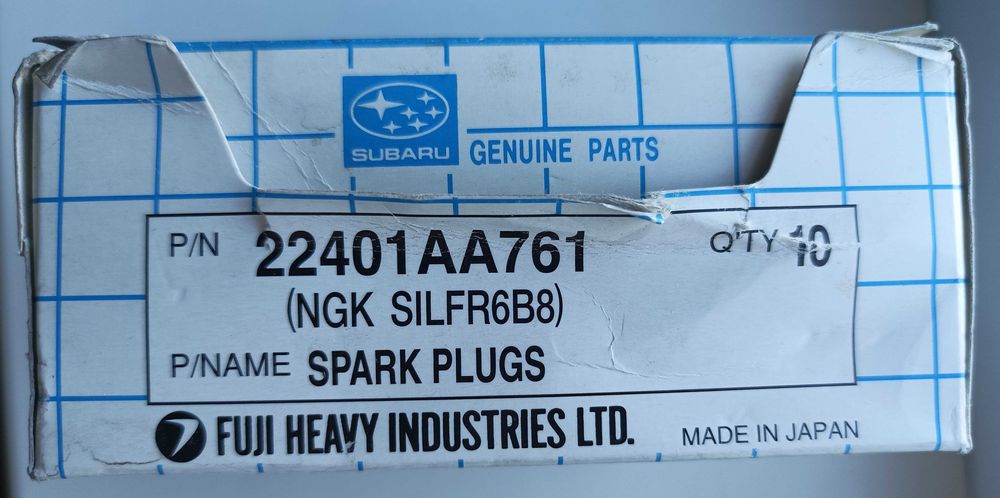 SUBARU GENUINE PARTS
P/N 22401AA761 Q'TY 10
(NGK SILFR6B8)
P/NAME SPARK PLUGS
FUJI HEAVY INDUSTRIES LTD. MADE IN JAPAN